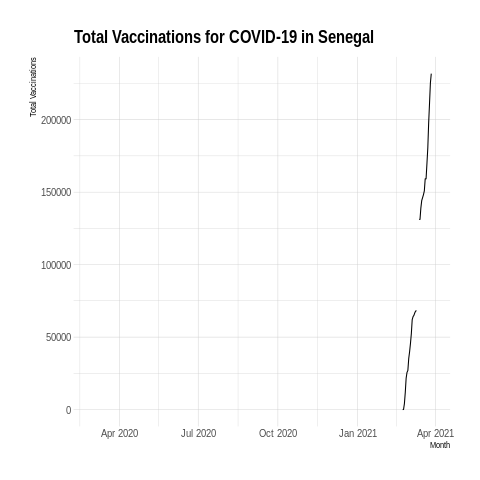 Total Vaccinations for COVID-19 in Senegal
Total Vaccinations
200000
150000
100000
50000
0
Apr 2020 Jul 2020 Oct 2020 Jan 2021 Apr 2021
Month